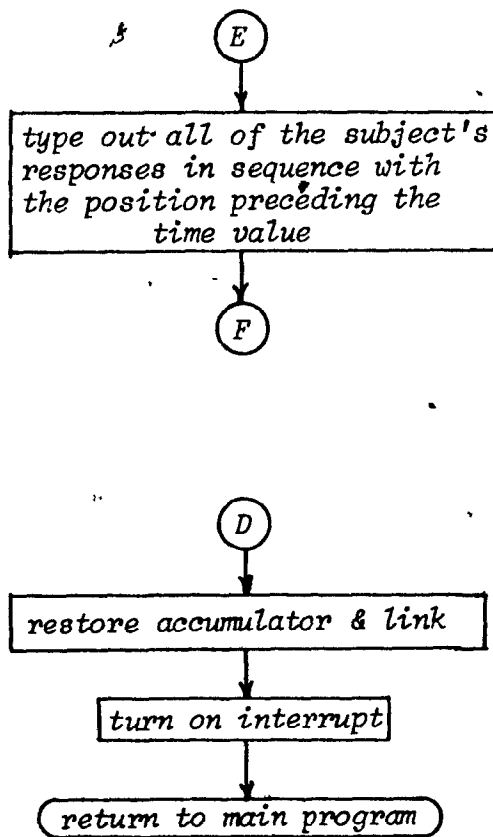 E
type out all of the subject's
responses in sequence with
the position preceding the
time value
F
D
restore accumulator & link
turn on interrupt
return to main program